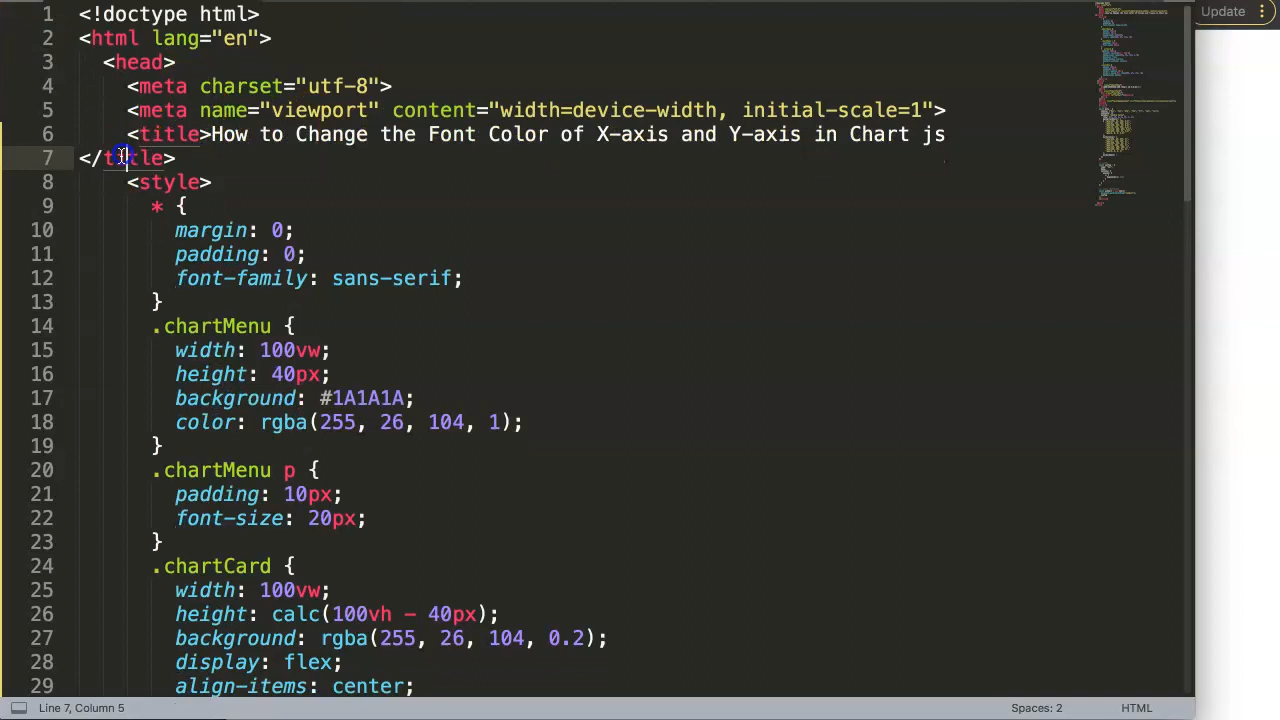 1 <!doctype html>
2 <html lang="en">
3 <head>
4 <meta charset="utf-8">
5 <meta name="viewport" content="width=device-width, initial-scale=1">
6 <title>How to Change the Font Color of X-axis and Y-axis in Chart js
7 </title>
8 <style>
9 * {
10 margin: 0;
11 padding: 0;
12 font-family: sans-serif;
13 }
14 .chartMenu {
15 width: 100vw;
16 height: 40px;
17 background: #1A1A1A;
18 color: rgba(255, 26, 104, 1);
19 }
20 .chartMenu p {
21 padding: 10px;
22 font-size: 20px;
23 }
24 .chartCard {
25 width: 100vw;
26 height: calc(100vh - 40px);
27 background: rgba(255, 26, 104, 0.2);
28 display: flex;
29 align-items: center;
Update
Line 7, Column 5
Spaces: 2
HTML